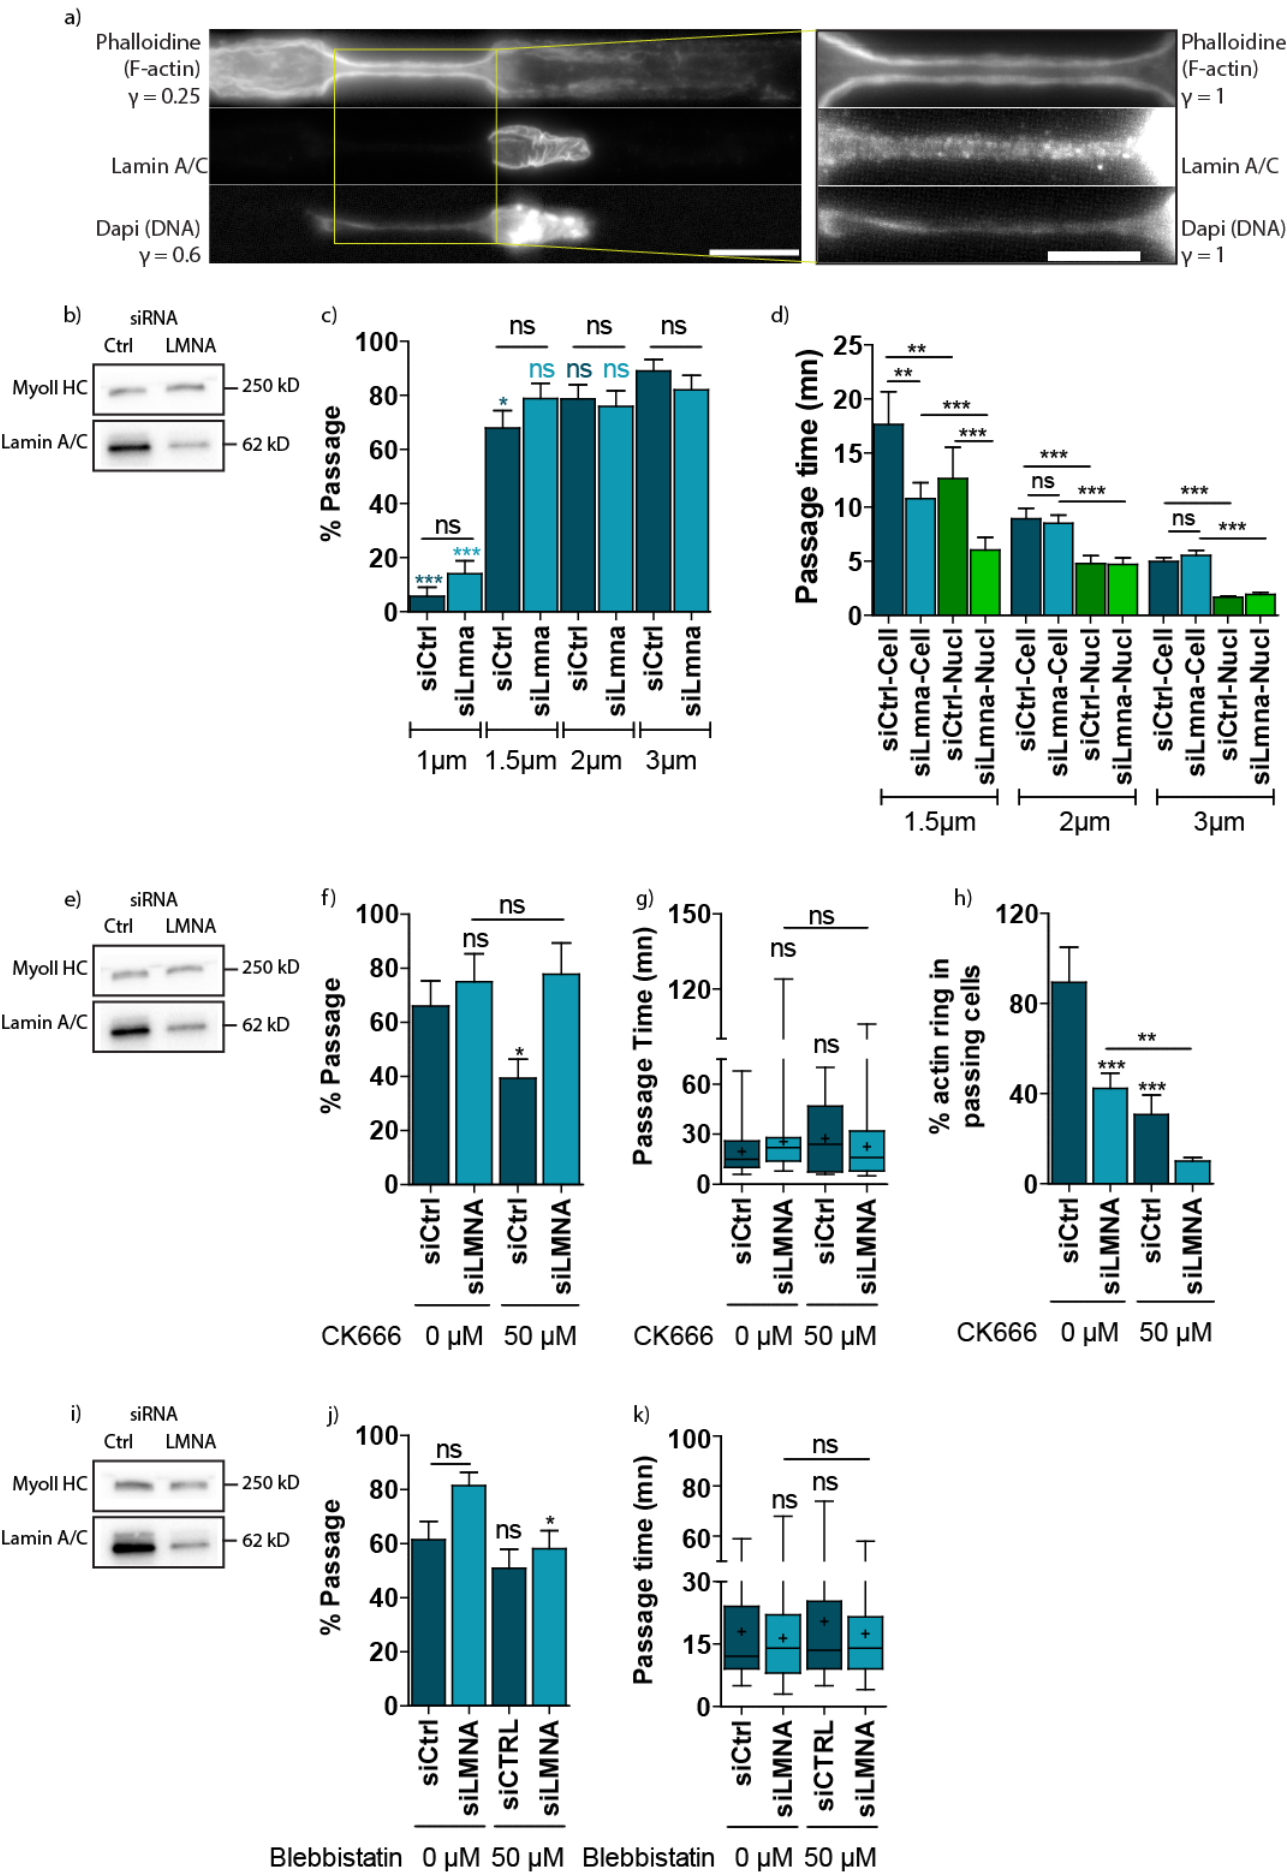 a)
Phalloidine
(F-actin)
γ = 0.25
Lamin A/C
Dapi (DNA)
γ = 0.6
Phalloidine
(F-actin)
γ = 1
Lamin A/C
Dapi (DNA)
γ = 1
b)
siRNA
Ctrl LMNA
MyoII HC
250 kD
Lamin A/C
62 kD
c)
% Passage
100
80
60
40
20
0
ns ns ns
ns ns ns
*
ns
*** ***
siCtrl siLmna siCtrl siLmna siCtrl siLmna siCtrl siLmna
1µm 1.5µm 2µm 3µm
d)
Passage time (mn)
25
20
15
10
5
0
**
**
***
***
***
ns
***
***
ns
***
siCtrl-Cell siLmna-Cell siCtrl-Nucl siLmna-Nucl siCtrl-Cell siLmna-Cell siCtrl-Nucl siLmna-Nucl siCtrl-Cell siLmna-Cell siCtrl-Nucl siLmna-Nucl
1.5µm 2µm 3µm
e)
siRNA
Ctrl LMNA
MyoII HC
250 kD
Lamin A/C
62 kD
f)
% Passage
100
80
60
40
20
0
ns
ns
*
siCtrl siLMNA siCtrl siLMNA
CK666 0 µM 50 µM
g)
Passage Time (mn)
150
120
60
30
0
ns
ns
ns
siCtrl siLMNA siCtrl siLMNA
CK666 0 µM 50 µM
h)
% actin ring in
passing cells
120
80
40
0
**
***
***
siCtrl siLMNA siCtrl siLMNA
CK666 0 µM 50 µM
i)
siRNA
Ctrl LMNA
MyoII HC
250 kD
Lamin A/C
62 kD
j)
% Passage
100
80
60
40
20
0
ns
ns
*
siCtrl siLMNA siCTRL siLMNA
Blebbistatin 0 µM 50 µM
k)
Passage time (mn)
100
80
60
30
15
0
ns
ns
ns
siCtrl siLMNA siCTRL siLMNA
Blebbistatin 0 µM 50 µM